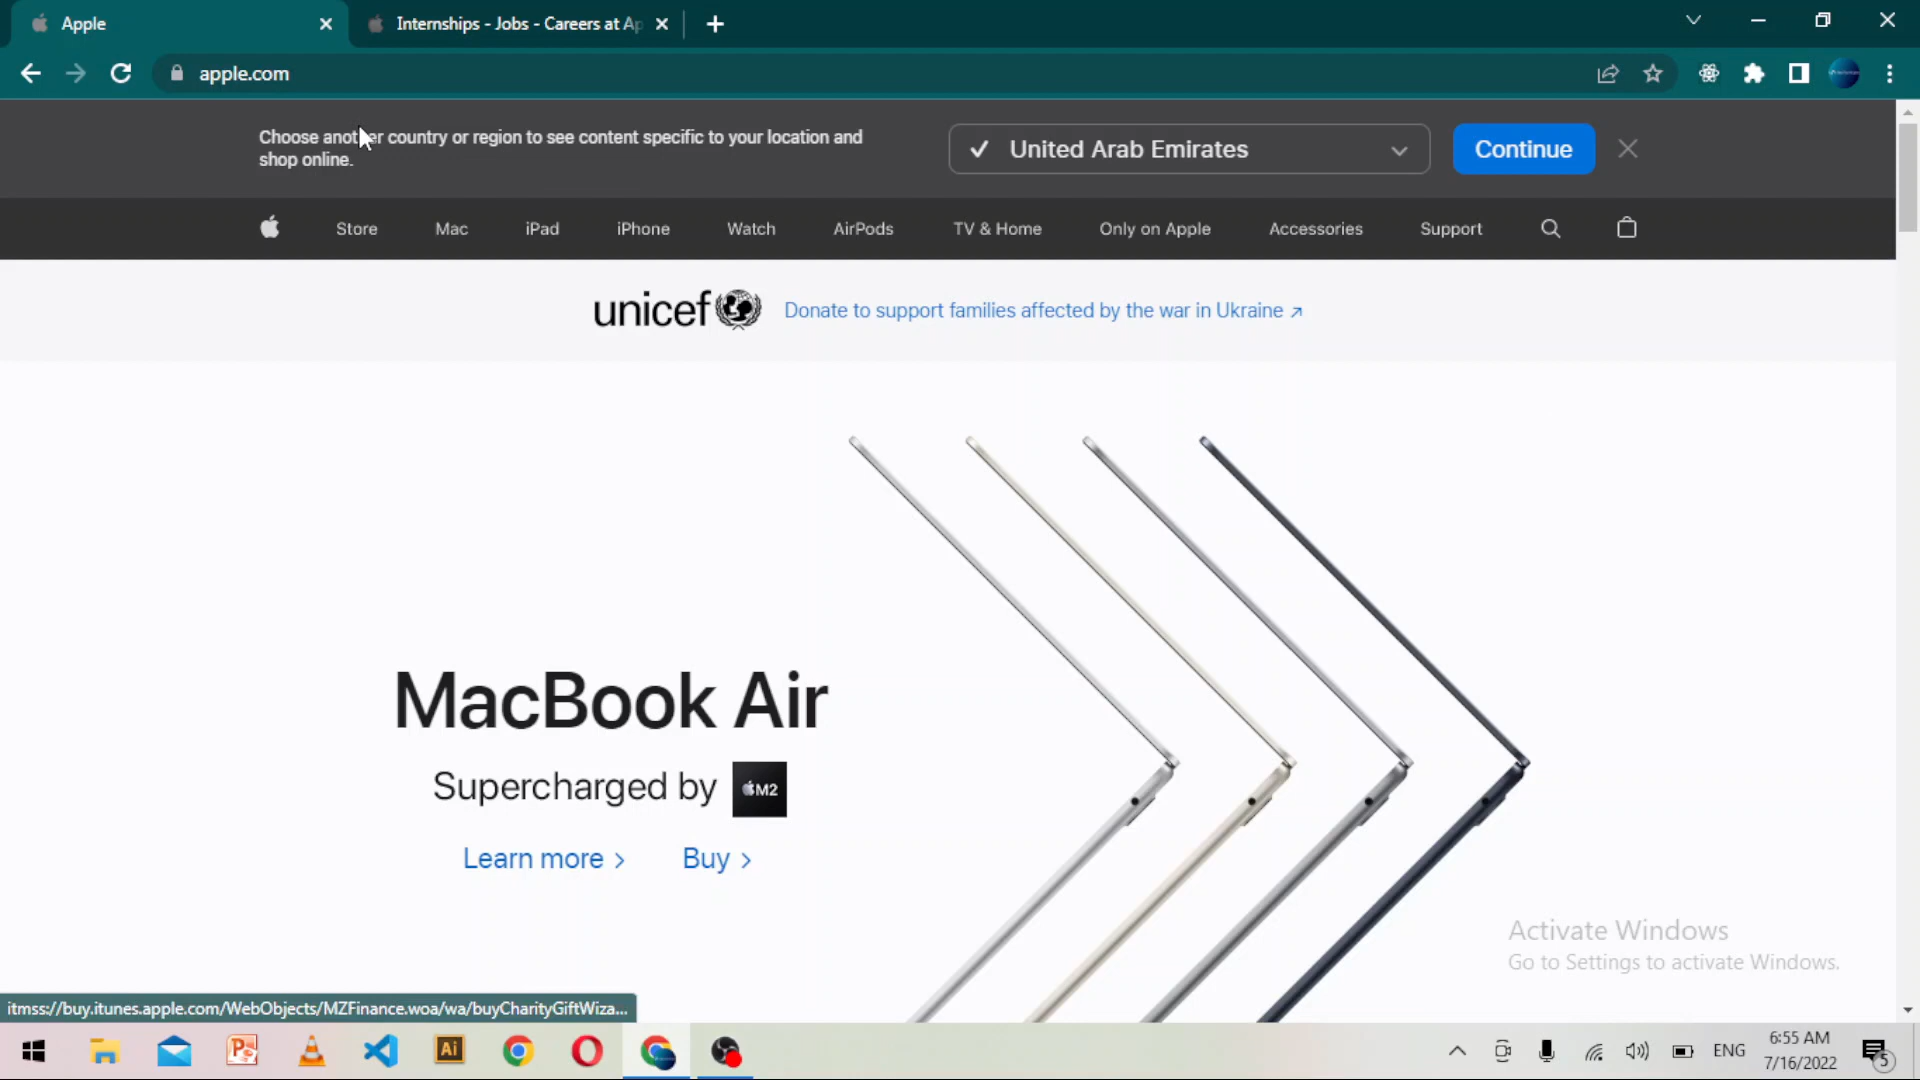 Apple
Internships - Jobs - Careers at Ap
apple.com
Choose another country or region to see content specific to your location and
shop online.
United Arab Emirates
Continue
Store Mac iPad iPhone Watch AirPods TV & Home Only on Apple Accessories Support
unicef Donate to support families affected by the war in Ukraine ↗
MacBook Air
Supercharged by M2
Learn more > Buy >
Activate Windows
Go to Settings to activate Windows.
itmss://buy.itunes.apple.com/WebObjects/MZFinance.woa/wa/buyCharityGiftWiza...
Ai
ENG
6:55 AM
7/16/2022
5